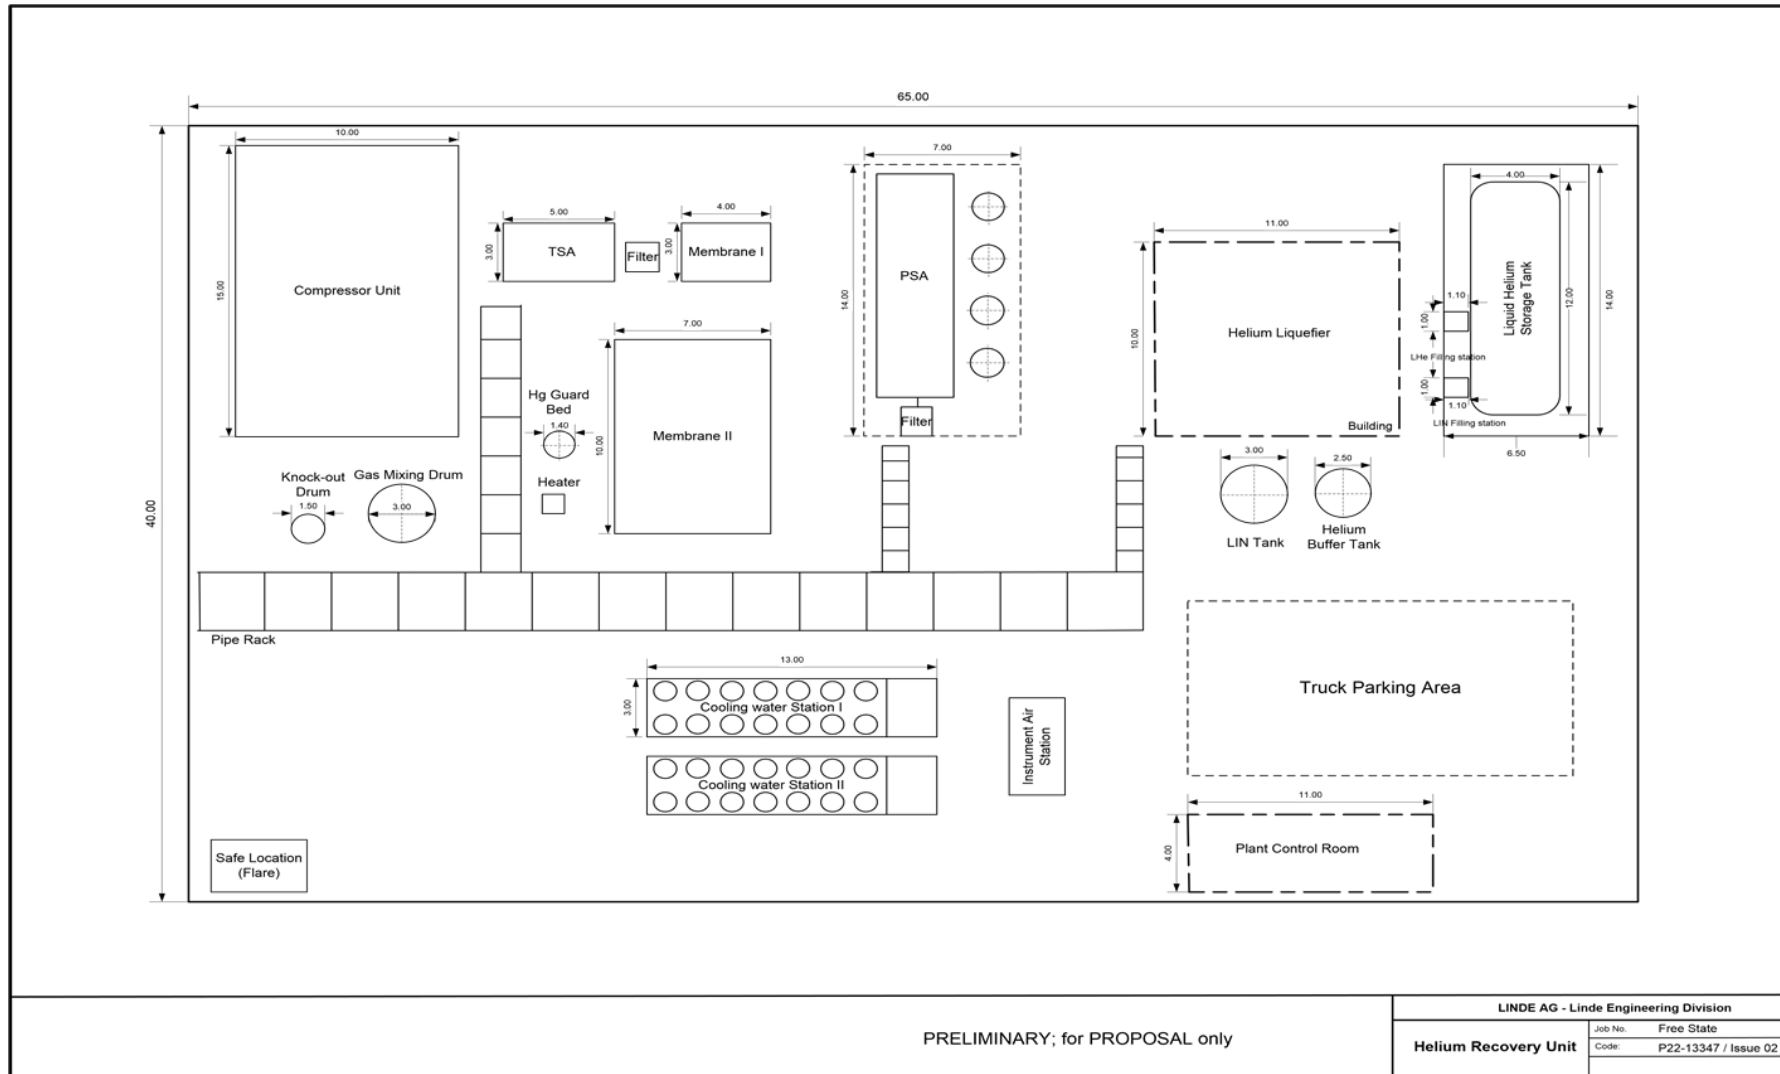 65.00
10.00
7.00
4.00
5.00
4.00
3.00
TSA
Filter
3.00
Membrane I
11.00
PSA
Liquid Helium
Storage Tank
15.00
Compressor Unit
14.00
1.10
12.00
14.00
7.00
10.00
Helium Liquefier
1.00
LHe Filling station
1.00
Hg Guard
Bed
1.40
1.10
Filter
Building
LIN Filling station
10.00
Membrane II
6.50
3.00
2.50
Knock-out
Drum
1.50
Gas Mixing Drum
3.00
Heater
40.00
LIN Tank
Helium
Buffer Tank
Pipe Rack
13.00
3.00
Cooling water Station I
Instrument Air
Station
Truck Parking Area
Cooling water Station II
11.00
4.00
Plant Control Room
Safe Location
(Flare)
PRELIMINARY; for PROPOSAL only
LINDE AG - Linde Engineering Division
Helium Recovery Unit
Job No. Free State
Code: P22-13347 / Issue 02